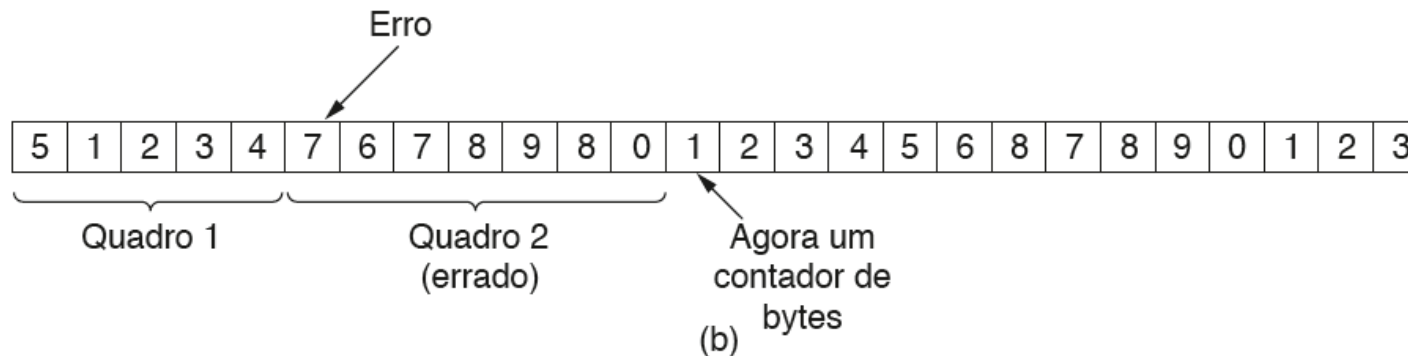 Erro
5 1 2 3 4 7 6 7 8 9 8 0 1 2 3 4 5 6 8 7 8 9 0 1 2 3
Quadro 1
Quadro 2
(errado)
Agora um
contador de
bytes
(b)